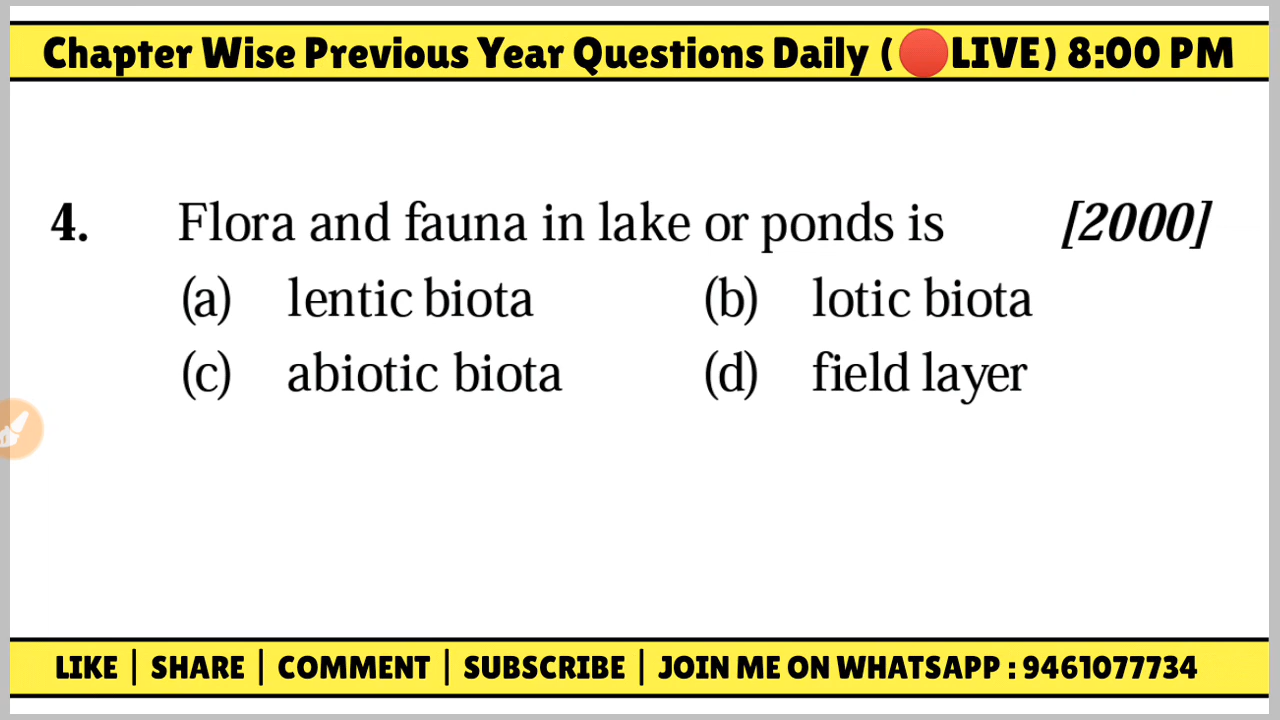 Chapter Wise Previous Year Questions Daily (🔴LIVE) 8:00 PM
4. Flora and fauna in lake or ponds is [2000]
(a) lentic biota (b) lotic biota
(c) abiotic biota (d) field layer
LIKE | SHARE | COMMENT | SUBSCRIBE | JOIN ME ON WHATSAPP : 9461077734